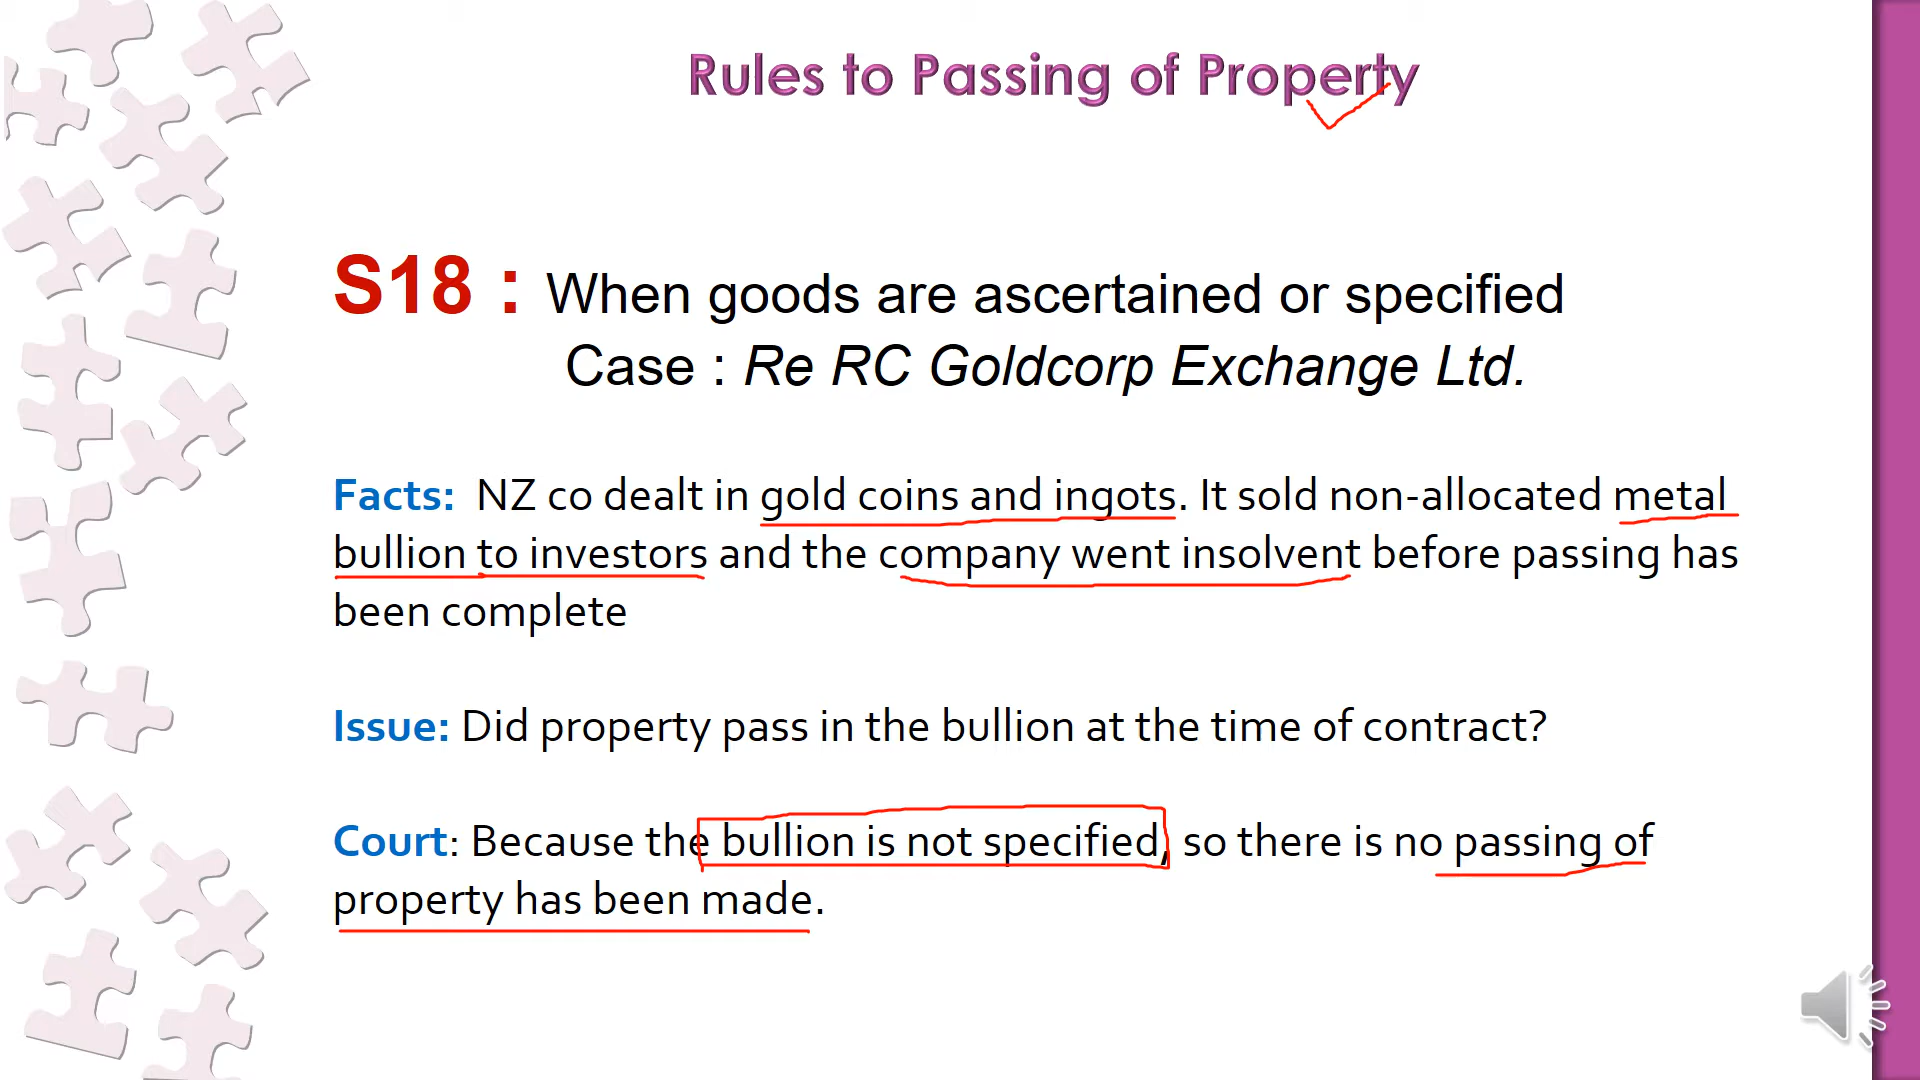 Rules to Passing of Property
S18 : When goods are ascertained or specified
Case : Re RC Goldcorp Exchange Ltd.
Facts: NZ co dealt in gold coins and ingots. It sold non-allocated metal
bullion to investors and the company went insolvent before passing has
been complete
Issue: Did property pass in the bullion at the time of contract?
Court: Because the bullion is not specified, so there is no passing of
property has been made.